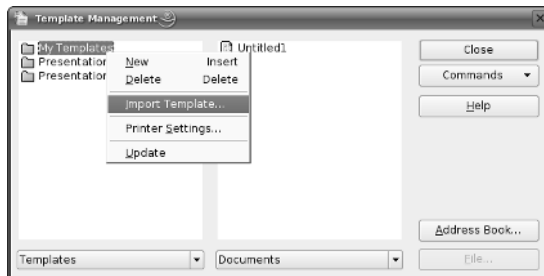 Template Management
My Templates
Presentation
Presentation
New Insert
Delete Delete
Import Template...
Printer Settings...
Update
Untitled1
Close
Commands
Help
Address Book...
File...
Templates
Documents